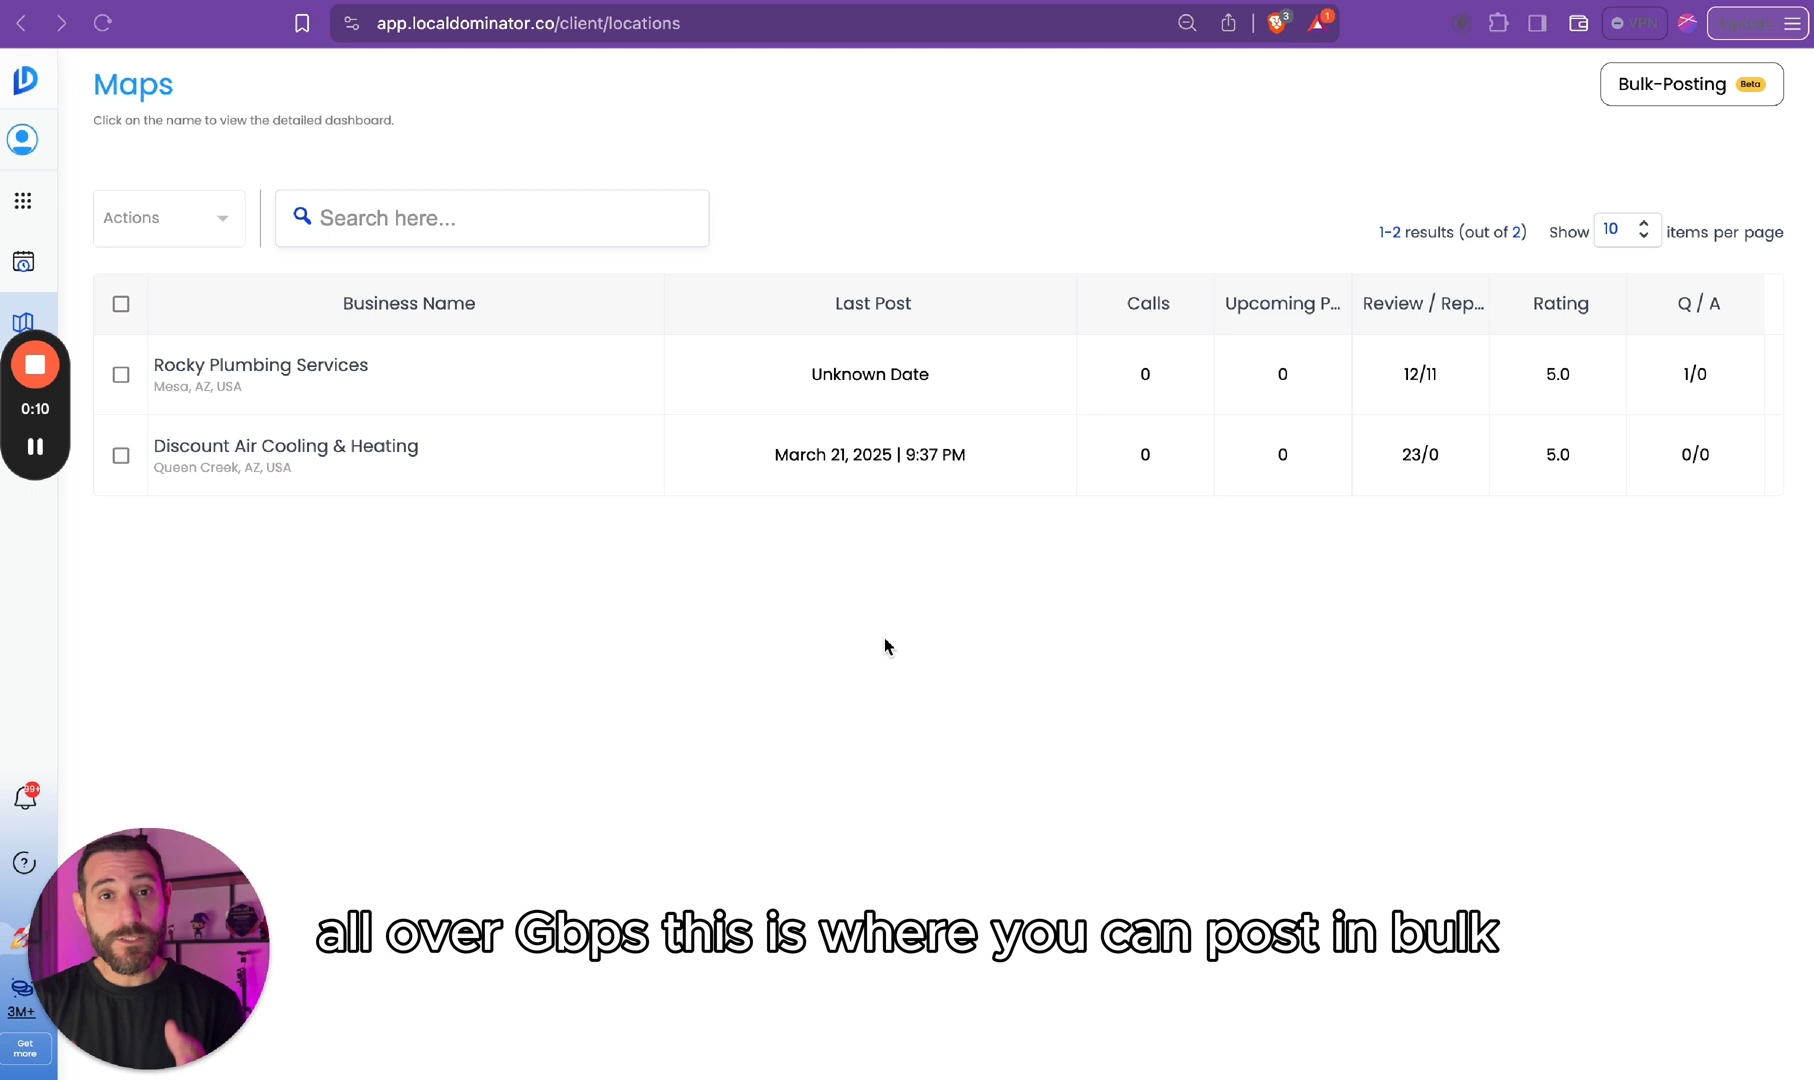 app.localdominator.co/client/locations
3
1
VPN
Maps
Bulk-Posting Beta
Click on the name to view the detailed dashboard.
Actions
Search here...
1-2 results (out of 2) Show 10 items per page
Business Name Last Post Calls Upcoming P... Review / Rep... Rating Q / A
Rocky Plumbing Services
Mesa, AZ, USA
Unknown Date 0 0 12/11 5.0 1/0
0:10
Discount Air Cooling & Heating
Queen Creek, AZ, USA
March 21, 2025 | 9:37 PM 0 0 23/0 5.0 0/0
99+
?
all over Gbps this is where you can post in bulk
3M+
Get
more